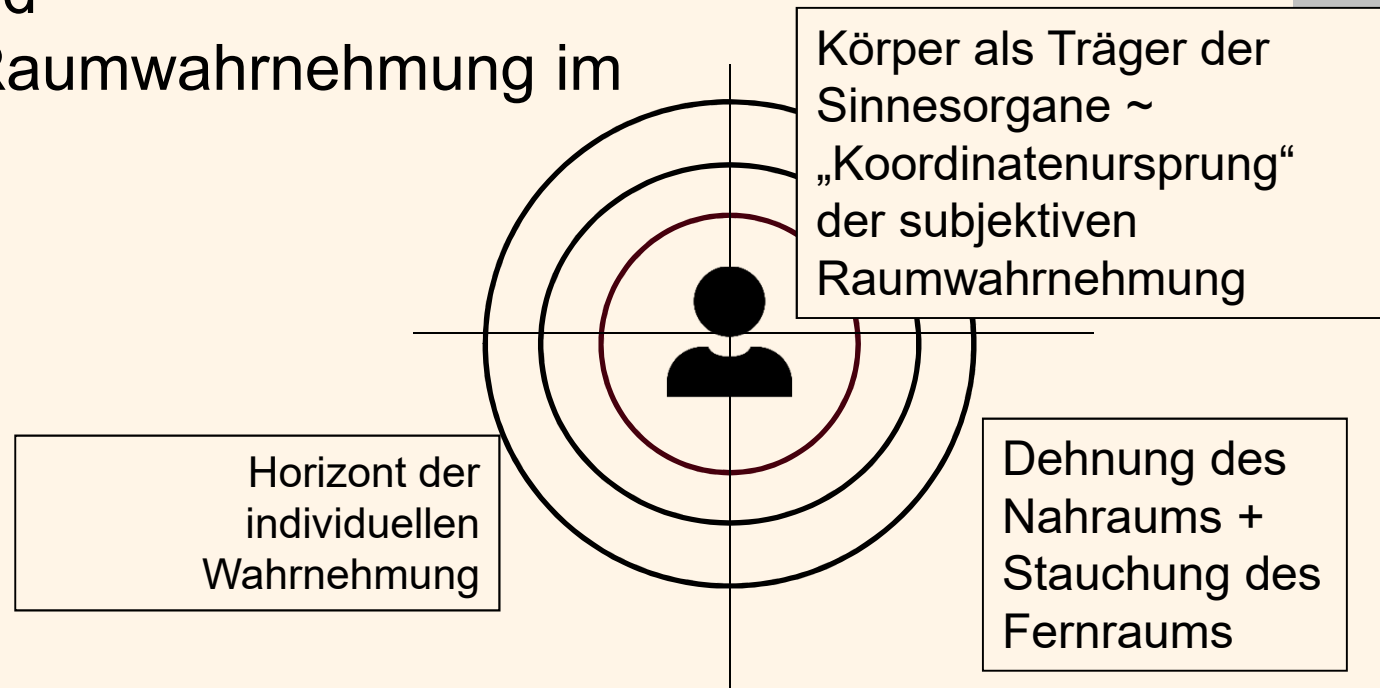 Raumwahrnehmung im
Körper als Träger der
Sinnesorgane ~
„Koordinatenursprung“
der subjektiven
Raumwahrnehmung
Horizont der
individuellen
Wahrnehmung
Dehnung des
Nahraums +
Stauchung des
Fernraums